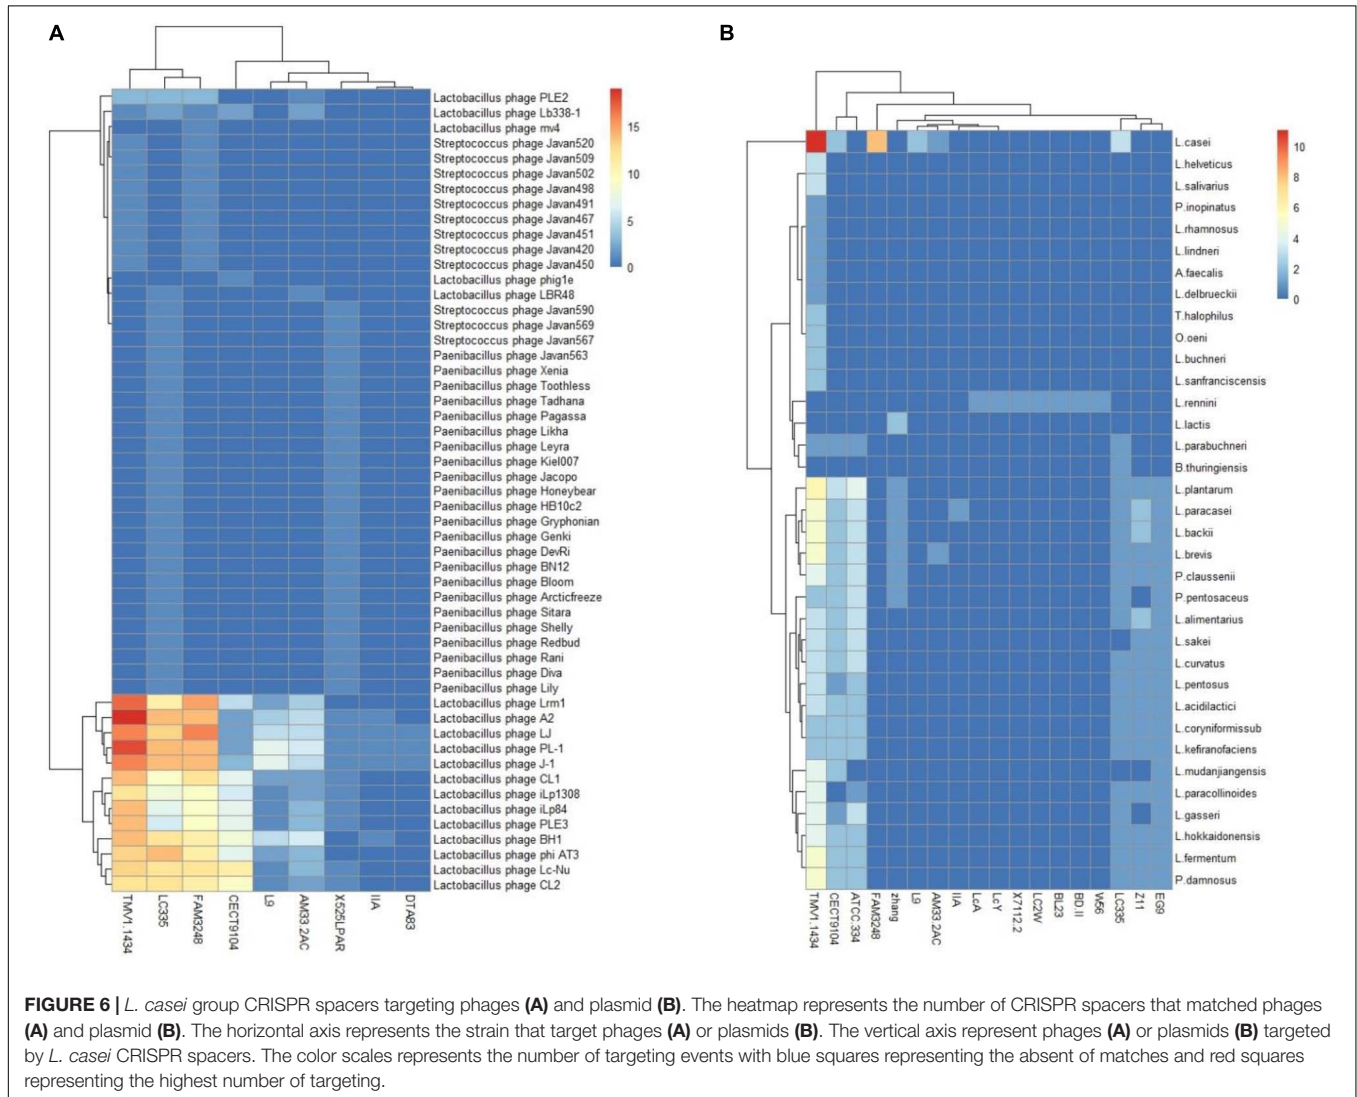 A
Lactobacillus phage PLE2
Lactobacillus phage Lb338-1
Lactobacillus phage mv4
Streptococcus phage Javan520
Streptococcus phage Javan509
Streptococcus phage Javan502
Streptococcus phage Javan498
Streptococcus phage Javan491
Streptococcus phage Javan467
Streptococcus phage Javan451
Streptococcus phage Javan420
Streptococcus phage Javan450
Lactobacillus phage phig1e
Lactobacillus phage LBR48
Streptococcus phage Javan590
Streptococcus phage Javan569
Streptococcus phage Javan567
Paenibacillus phage Javan563
Paenibacillus phage Xenia
Paenibacillus phage Toothless
Paenibacillus phage Tadhana
Paenibacillus phage Pagassa
Paenibacillus phage Likha
Paenibacillus phage Leyra
Paenibacillus phage Kiel007
Paenibacillus phage Jacopo
Paenibacillus phage Honeybear
Paenibacillus phage HB10c2
Paenibacillus phage Gryphonian
Paenibacillus phage Genki
Paenibacillus phage DevRi
Paenibacillus phage BN12
Paenibacillus phage Bloom
Paenibacillus phage Arcticfreeze
Paenibacillus phage Sitara
Paenibacillus phage Shelly
Paenibacillus phage Redbud
Paenibacillus phage Rani
Paenibacillus phage Diva
Paenibacillus phage Lily
Lactobacillus phage Lrm1
Lactobacillus phage A2
Lactobacillus phage LJ
Lactobacillus phage PL-1
Lactobacillus phage J-1
Lactobacillus phage CL1
Lactobacillus phage iLp1308
Lactobacillus phage iLp84
Lactobacillus phage PLE3
Lactobacillus phage BH1
Lactobacillus phage phi AT3
Lactobacillus phage Lc-Nu
Lactobacillus phage CL2
15
10
5
0
TMV1.1434
LC335
FAM3248
CECT9104
L9
AM33.2AC
X525LPAR
IIA
DTA83
B
L.casei
L.helveticus
L.salivarius
P.inopinatus
L.rhamnosus
L.lindneri
A.faecalis
L.delbrueckii
T.halophilus
O.oeni
L.buchneri
L.sanfranciscensis
L.rennini
L.lactis
L.parabuchneri
B.thuringiensis
L.plantarum
L.paracasei
L.backii
L.brevis
P.claussenii
P.pentosaceus
L.alimentarius
L.sakei
L.curvatus
L.pentosus
L.acidilactici
L.coryniformissub
L.kefiranofaciens
L.mudanjiangensis
L.paracollinoides
L.gasseri
L.hokkaidonensis
L.fermentum
P.damnosus
10
8
6
4
2
0
TMV1.1434
CECT9104
ATCC.334
FAM3248
zhang
L9
AM33.2AC
IIA
LcA
LcY
X7112.2
LC2W
BL23
BD.II
W56
LC335
Z11
EG9
FIGURE 6 | L. casei group CRISPR spacers targeting phages (A) and plasmid (B). The heatmap represents the number of CRISPR spacers that matched phages
(A) and plasmid (B). The horizontal axis represents the strain that target phages (A) or plasmids (B). The vertical axis represent phages (A) or plasmids (B) targeted
by L. casei CRISPR spacers. The color scales represents the number of targeting events with blue squares representing the absent of matches and red squares
representing the highest number of targeting.